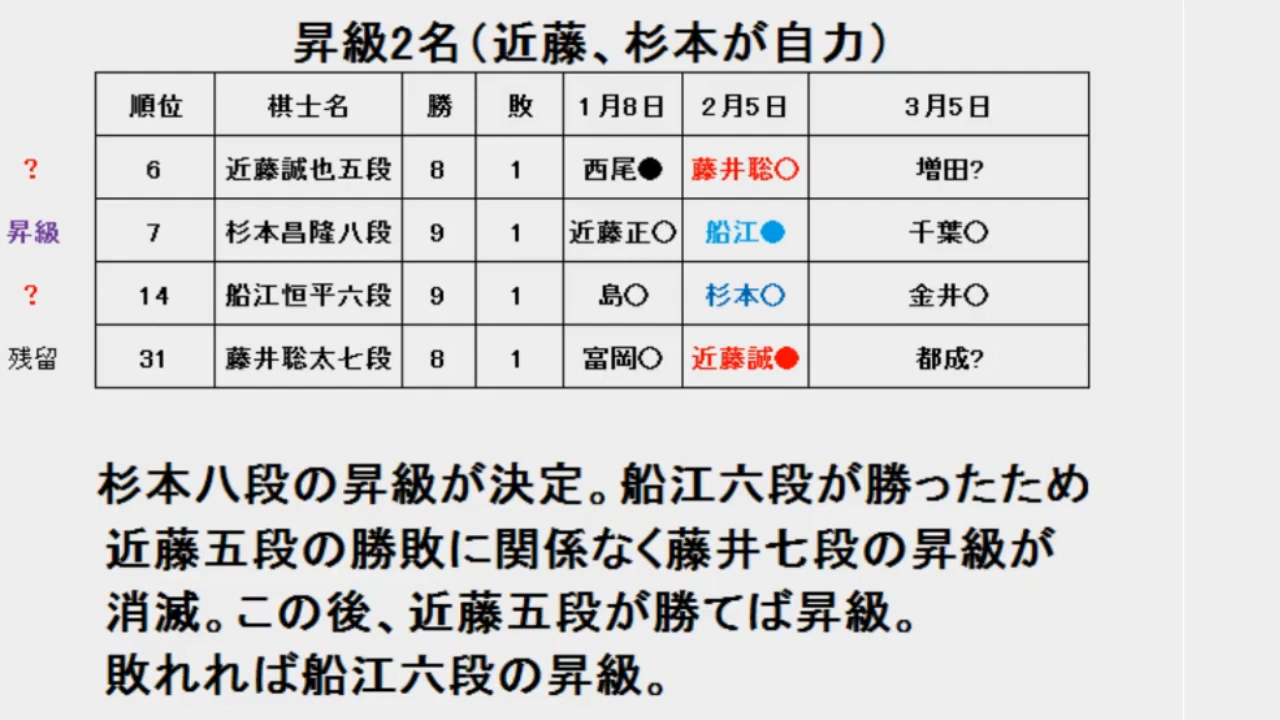 昇級2名(近藤、杉本が自力)
順位 棋士名 勝 敗 1月8日 2月5日 3月5日
? 6 近藤誠也五段 8 1 西尾● 藤井聡○ 増田?
昇級 7 杉本昌隆八段 9 1 近藤正○ 船江● 千葉○
? 14 船江恒平六段 9 1 島○ 杉本○ 金井○
残留 31 藤井聡太七段 8 1 富岡○ 近藤誠● 都成?
杉本八段の昇級が決定。船江六段が勝ったため
近藤五段の勝敗に関係なく藤井七段の昇級が
消滅。この後、近藤五段が勝てば昇級。
敗れれば船江六段の昇級。